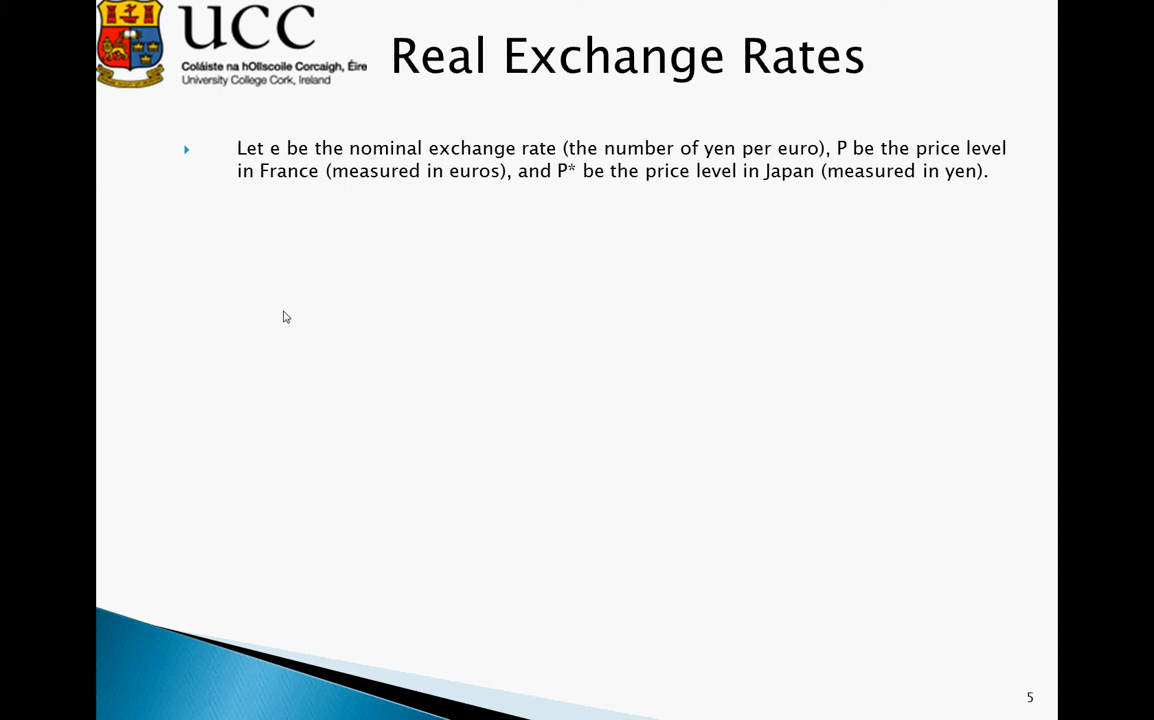 UCC
Coláiste na hOllscoile Corcaigh, Éire
University College Cork, Ireland
Real Exchange Rates
Let e be the nominal exchange rate (the number of yen per euro), P be the price level
in France (measured in euros), and P* be the price level in Japan (measured in yen).
5